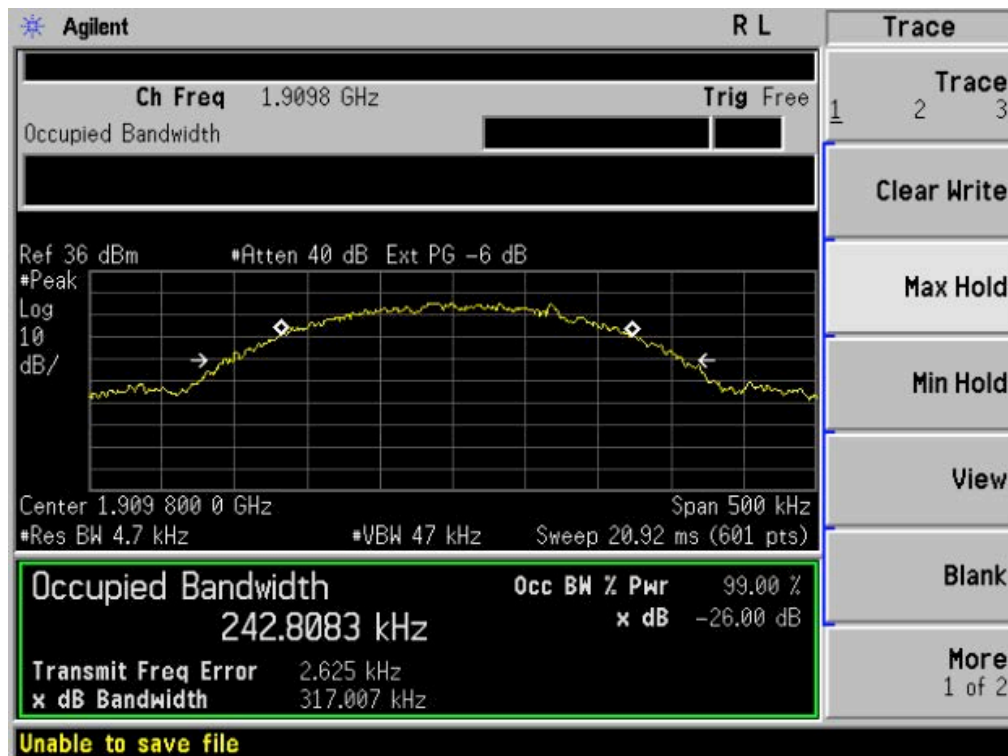 Agilent
R L
Trace
Ch Freq 1.9098 GHz
Trig Free
Occupied Bandwidth
Trace
1 2 3
Clear Write
Max Hold
Min Hold
View
Blank
More
1 of 2
Ref 36 dBm #Atten 40 dB Ext PG -6 dB
#Peak
Log
10
dB/
Center 1.909 800 0 GHz Span 500 kHz
#Res BW 4.7 kHz #VBW 47 kHz Sweep 20.92 ms (601 pts)
Occupied Bandwidth
242.8083 kHz
Occ BW % Pwr 99.00 %
x dB -26.00 dB
Transmit Freq Error 2.625 kHz
x dB Bandwidth 317.007 kHz
Unable to save file